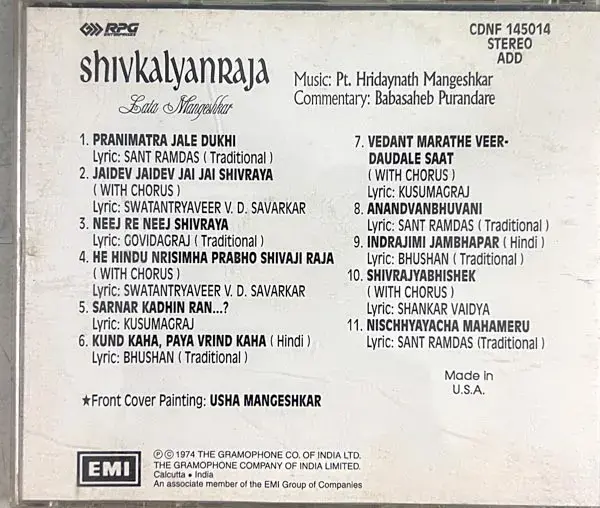 RPG
ENTERPRISES
CDNF 145014
STEREO
ADD
Shivkalyanraja
Lata Mangeshkar
Music: Pt. Hridaynath Mangeshkar
Commentary: Babasaheb Purandare
1. PRANIMATRA JALE DUKHI
Lyric: SANT RAMDAS ( Traditional )
2. JAIDEV JAIDEV JAI JAI SHIVRAYA
( WITH CHORUS )
Lyric: SWATANTRYAVEER V. D. SAVARKAR
3. NEEJ RE NEEJ SHIVRAYA
Lyric: GOVIDAGRAJ ( Traditional )
4. HE HINDU NRISIMHA PRABHO SHIVAJI RAJA
( WITH CHORUS )
Lyric: SWATANTRYAVEER V. D. SAVARKAR
5. SARNAR KADHIN RAN...?
Lyric: KUSUMAGRAJ
6. KUND KAHA, PAYA VRIND KAHA ( Hindi )
Lyric: BHUSHAN ( Traditional )
7. VEDANT MARATHE VEER-
DAUDALE SAAT
( WITH CHORUS )
Lyric: KUSUMAGRAJ
8. ANANDVANBHUVANI
Lyric: SANT RAMDAS ( Traditional )
9. INDRAJIMI JAMBHAPAR ( Hindi )
Lyric: BHUSHAN ( Traditional )
10. SHIVRAJYABHISHEK
( WITH CHORUS )
Lyric: SHANKAR VAIDYA
11. NISCHHYAYACHA MAHAMERU
Lyric: SANT RAMDAS (Traditional )
Made in
U.S.A.
★Front Cover Painting: USHA MANGESHKAR
EMI
Ⓟ Ⓒ 1974 THE GRAMOPHONE CO. OF INDIA LTD.
THE GRAMOPHONE COMPANY OF INDIA LIMITED.
Calcutta • India
An associate member of the EMI Group of Companies